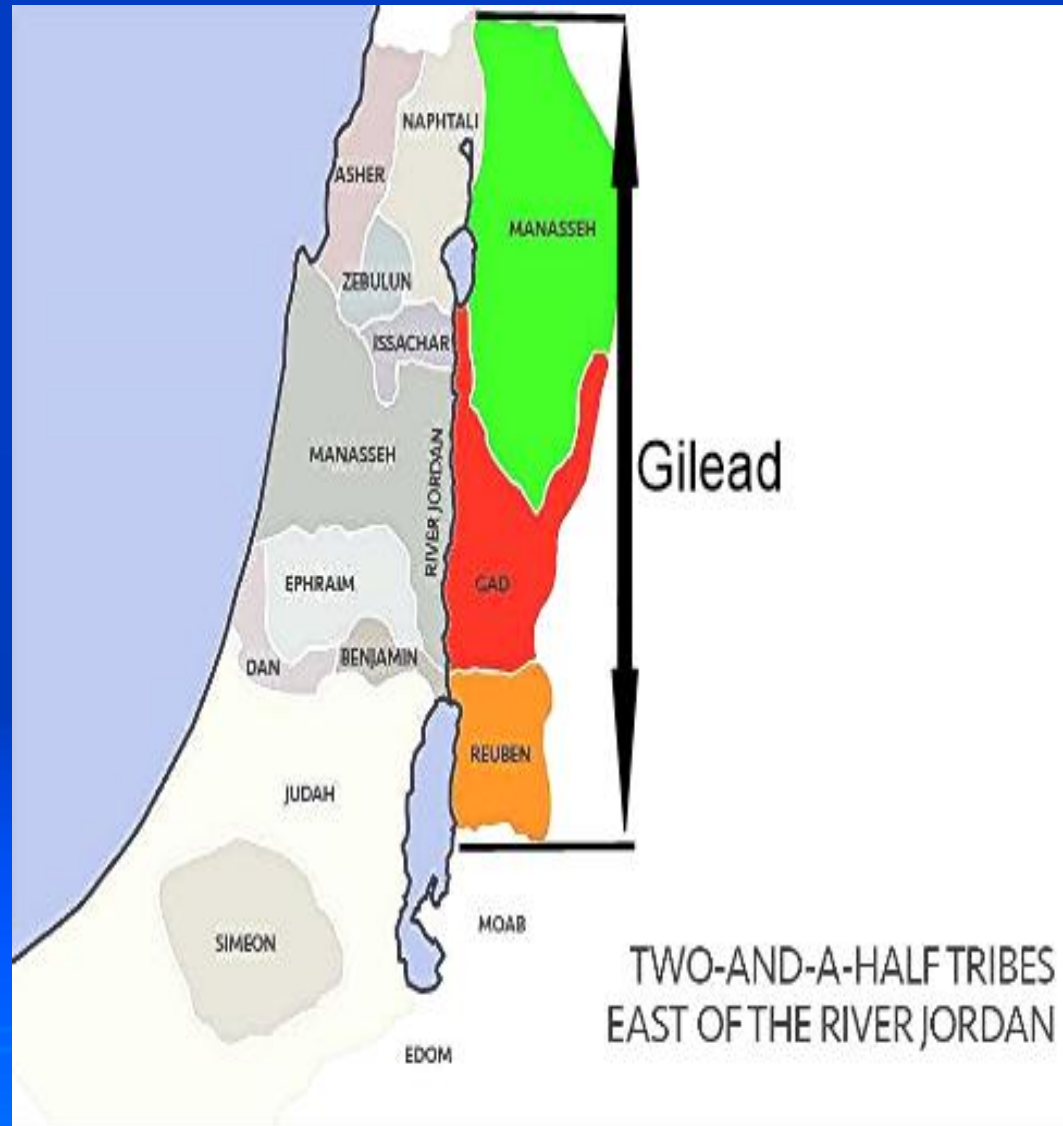 NAPHTALI
ASHER
MANASSEH
ZEBULUN
ISSACHAR
MANASSEH
RIVER JORDAN
Gilead
EPHRAIM
GAD
DAN
BENJAMIN
REUBEN
JUDAH
MOAB
SIMEON
TWO-AND-A-HALF TRIBES
EAST OF THE RIVER JORDAN
EDOM